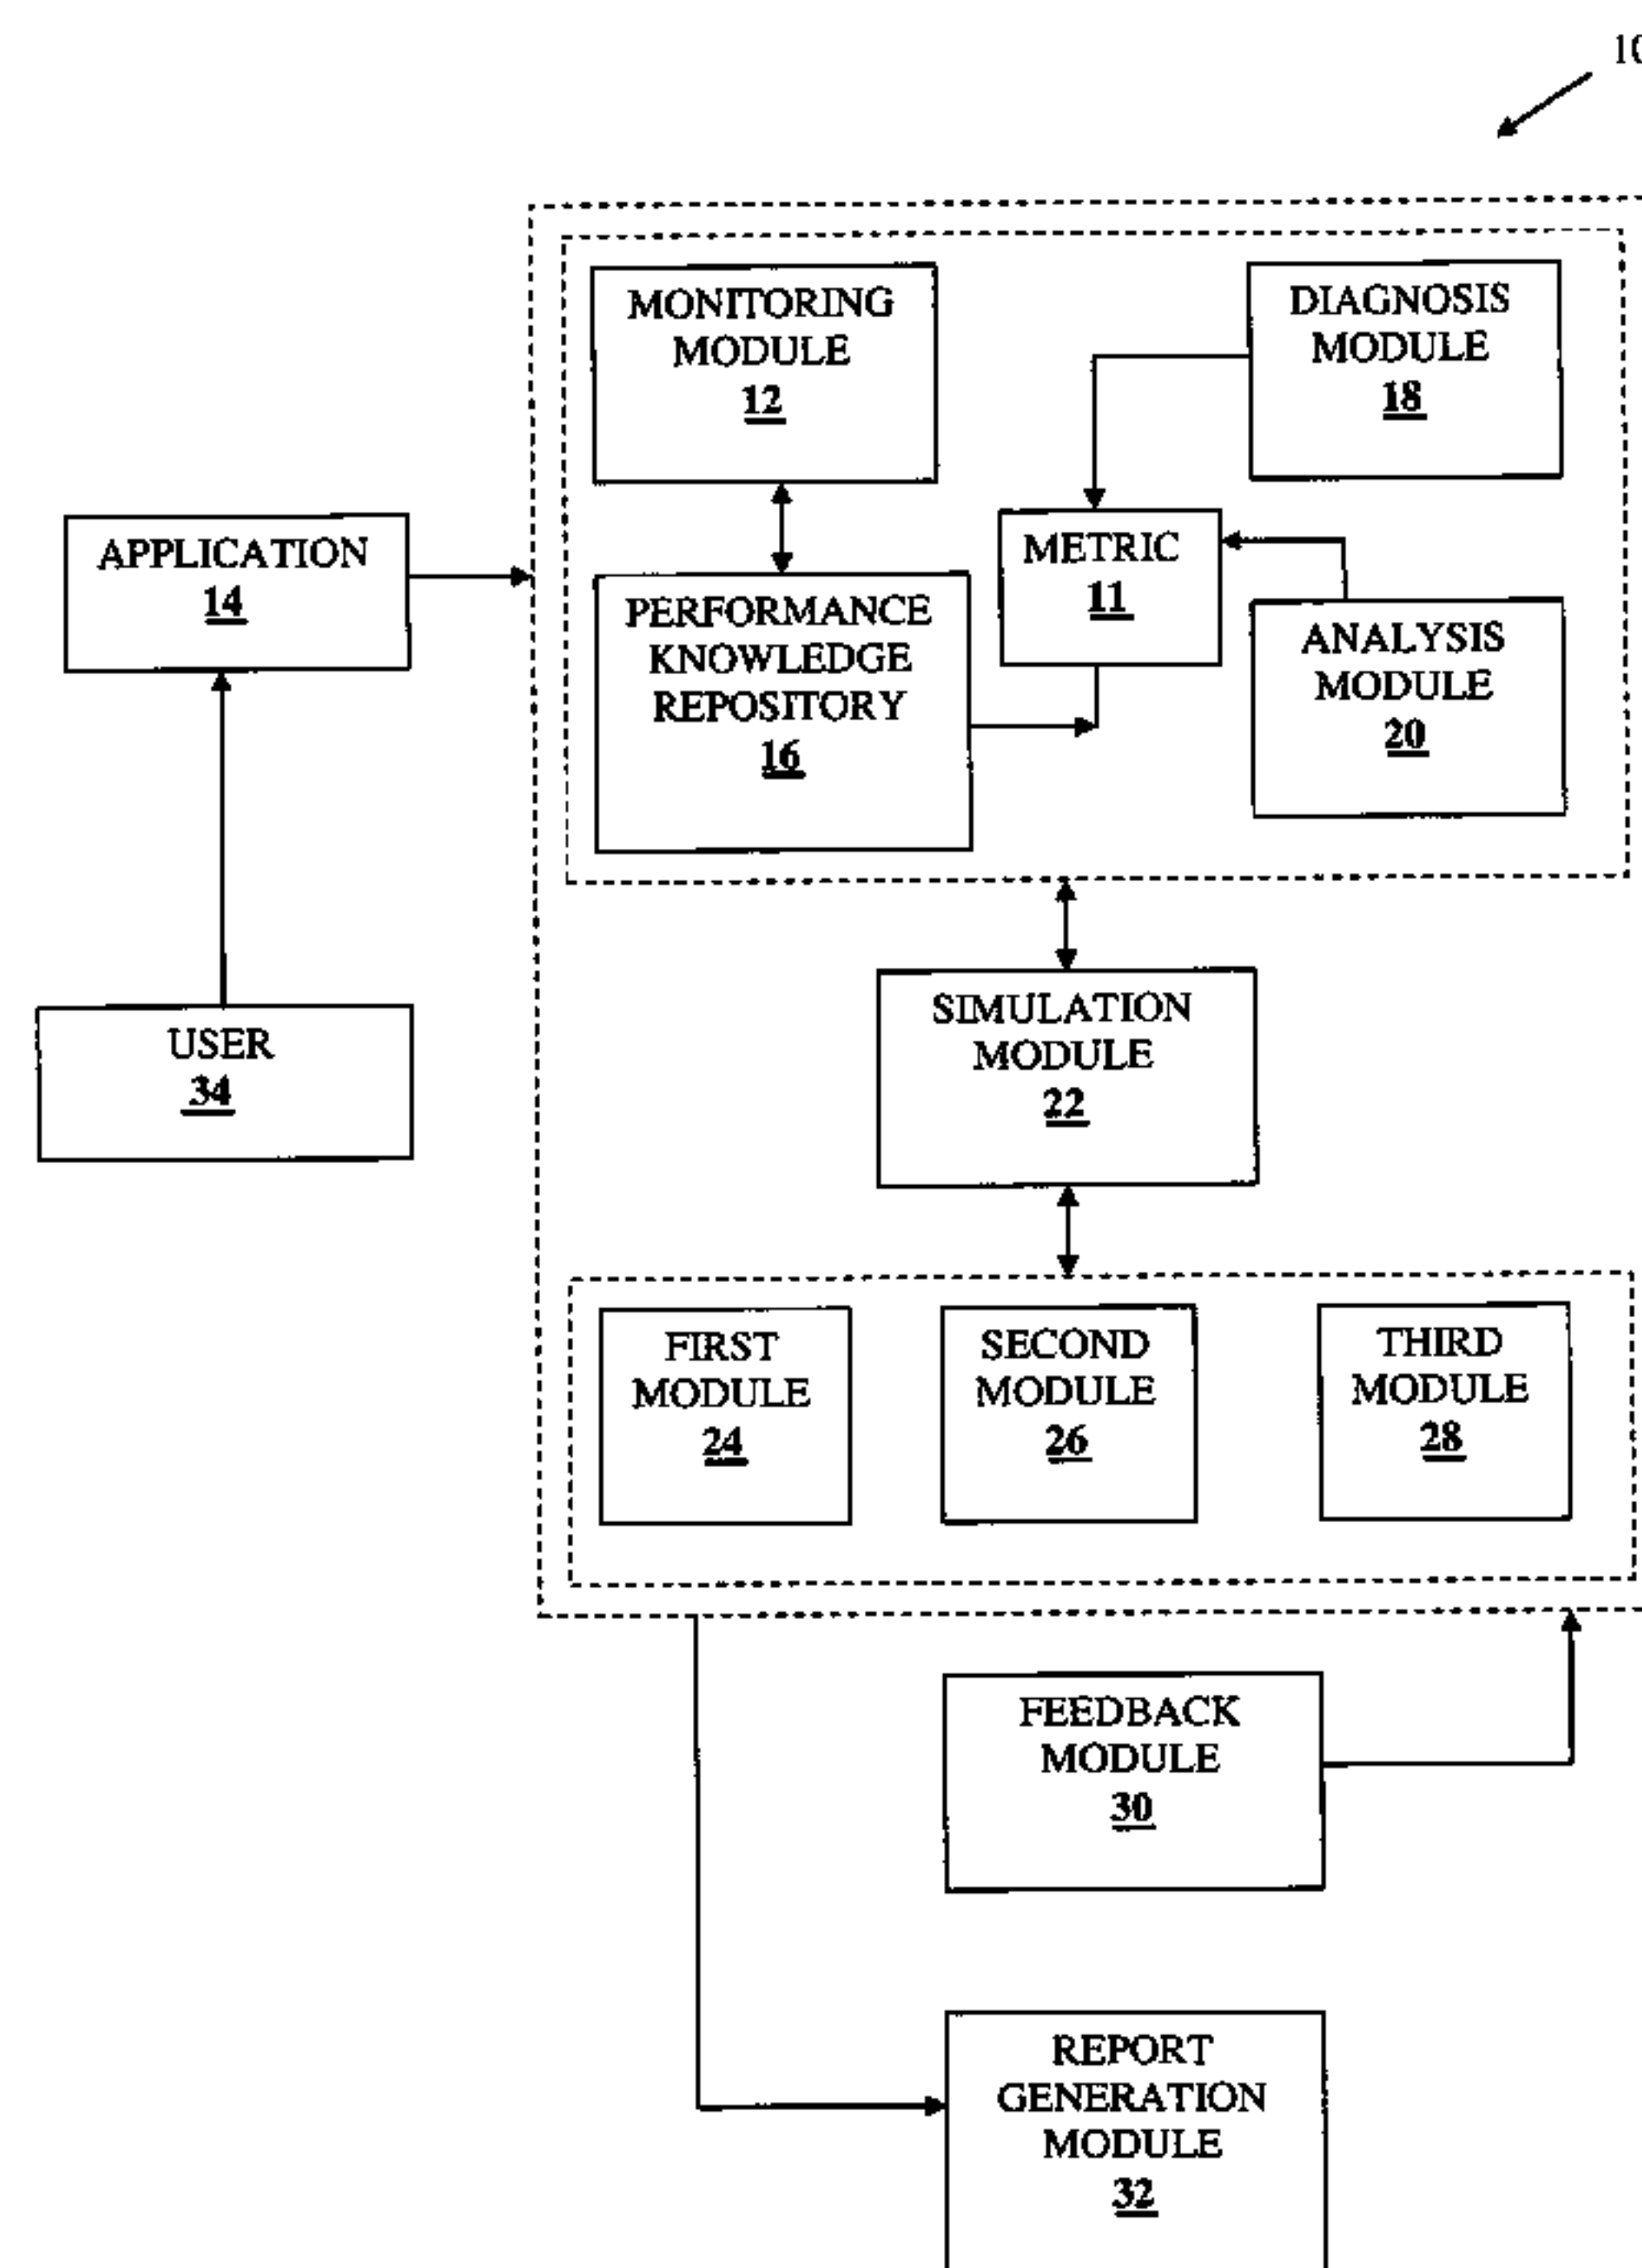 10
MONITORING
MODULE
12
DIAGNOSIS
MODULE
18
APPLICATION
14
METRIC
11
PERFORMANCE
KNOWLEDGE
REPOSITORY
16
ANALYSIS
MODULE
20
USER
34
SIMULATION
MODULE
22
FIRST
MODULE
24
SECOND
MODULE
26
THIRD
MODULE
28
FEEDBACK
MODULE
30
REPORT
GENERATION
MODULE
32